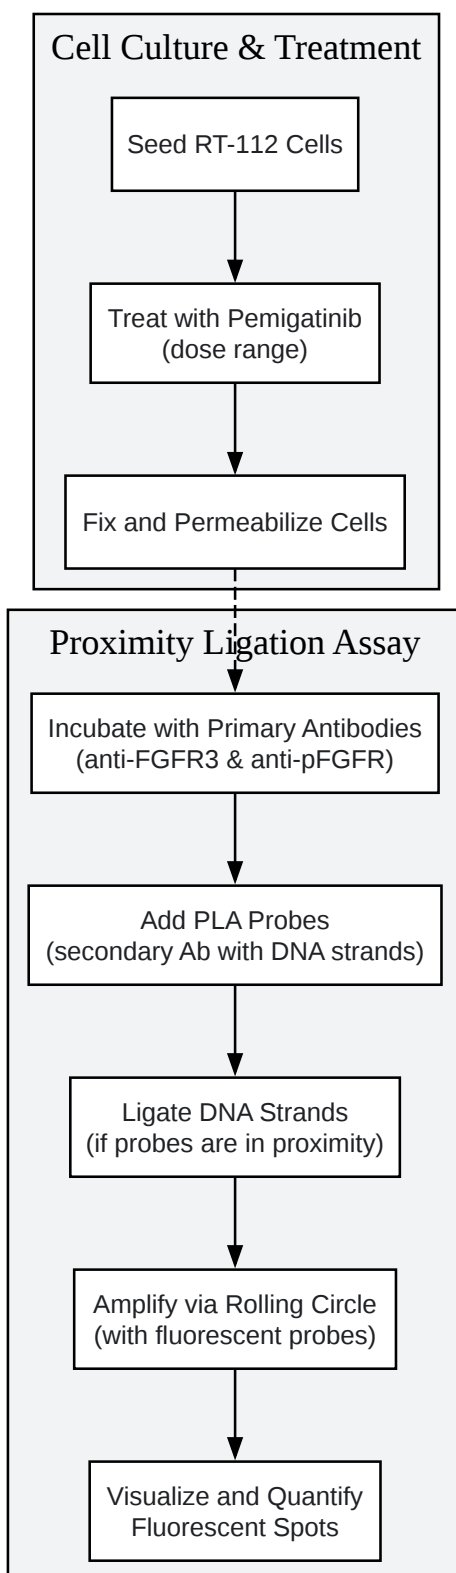 Cell Culture & Treatment
Seed RT-112 Cells
Treat with Pemigatinib
(dose range)
Fix and Permeabilize Cells
Proximity Ligation Assay
Incubate with Primary Antibodies
(anti-FGFR3 & anti-pFGFR)
Add PLA Probes
(secondary Ab with DNA strands)
Ligate DNA Strands
(if probes are in proximity)
Amplify via Rolling Circle
(with fluorescent probes)
Visualize and Quantify
Fluorescent Spots